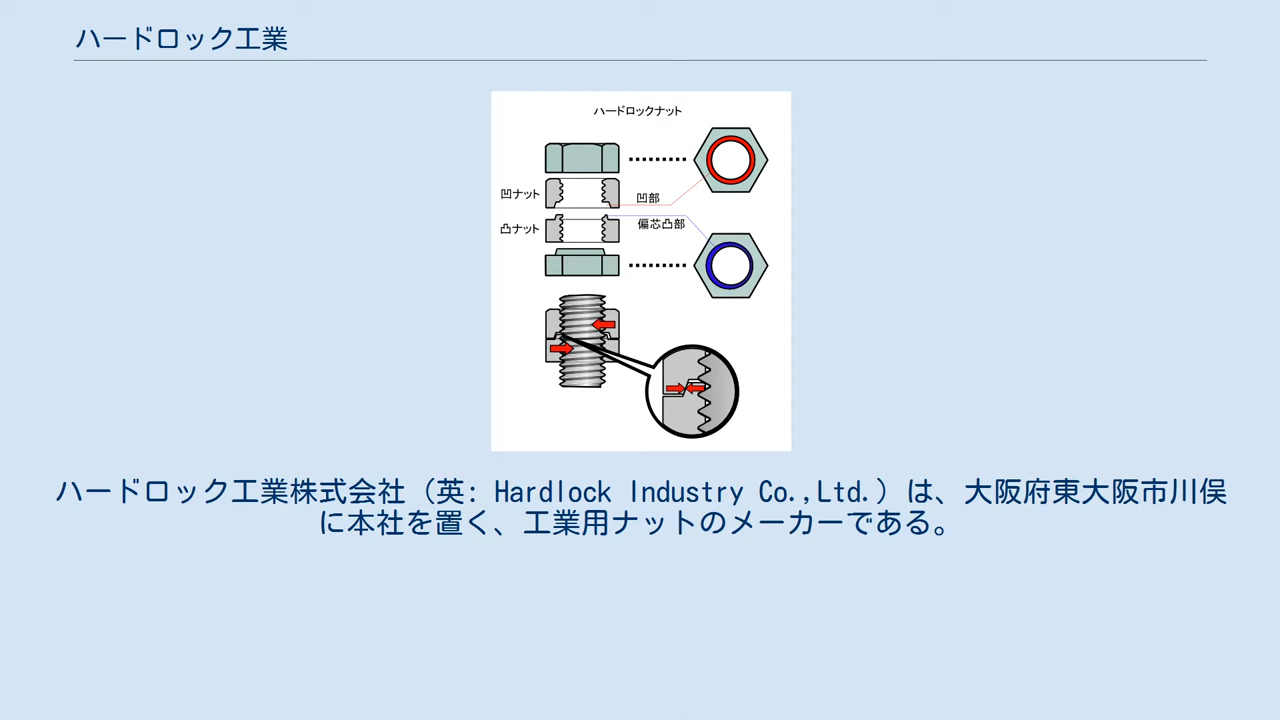 ハードロック工業
ハードロックナット
凹ナット
凹部
凸ナット
偏芯凸部
ハードロック工業株式会社（英: Hardlock Industry Co.,Ltd.）は、大阪府東大阪市川俣
に本社を置く、工業用ナットのメーカーである。